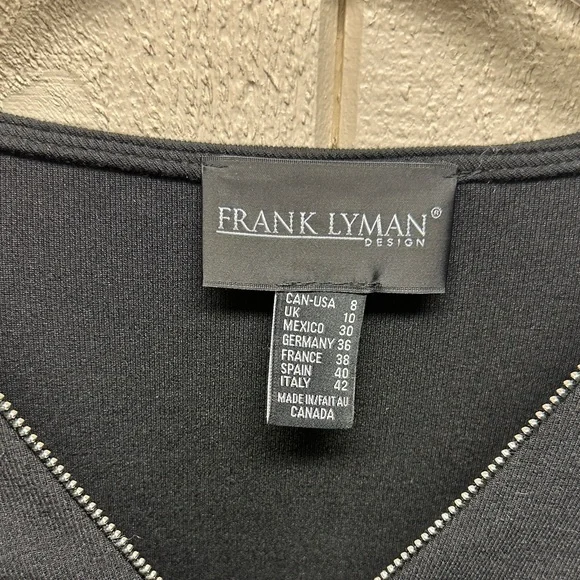 FRANK LYMAN®
DESIGN
CAN-USA 8
UK 10
MEXICO 30
GERMANY 36
FRANCE 38
SPAIN 40
ITALY 42
MADE IN/FAIT AU
CANADA